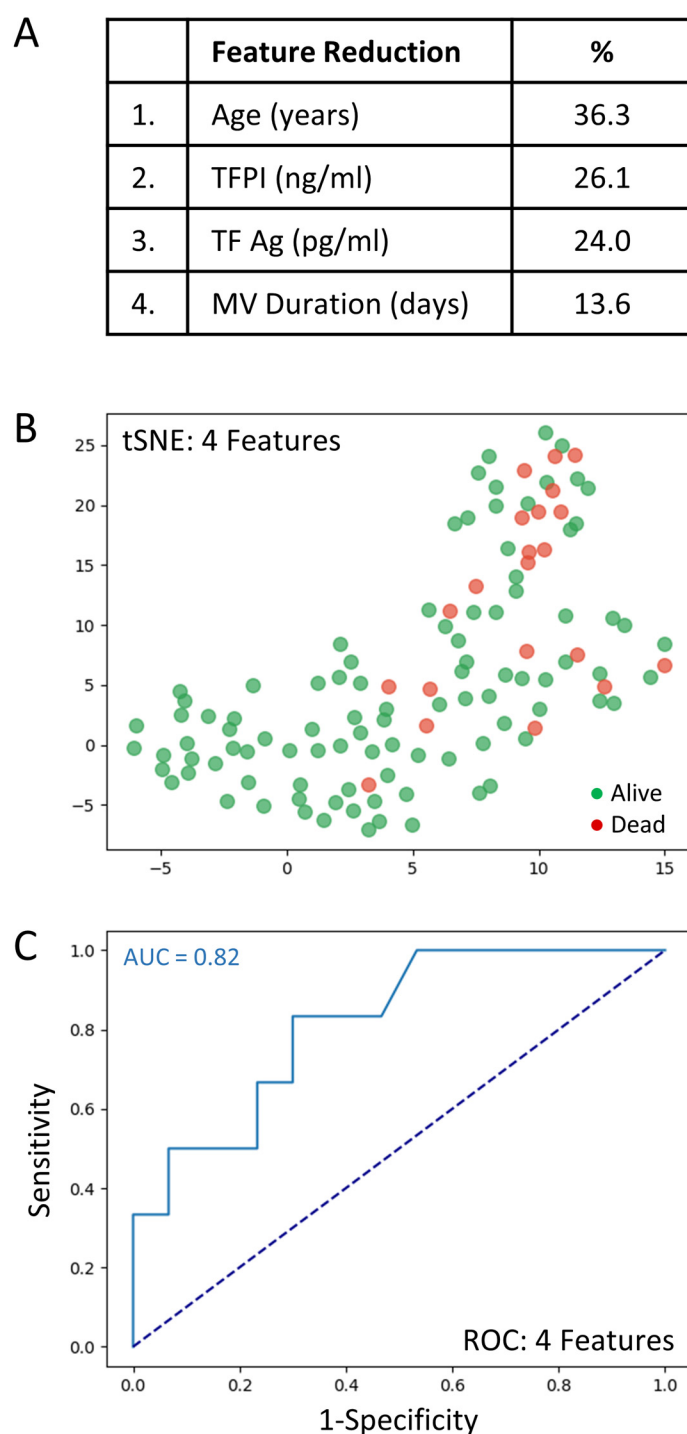 A
Feature Reduction %
1. Age (years) 36.3
2. TFPI (ng/ml) 26.1
3. TF Ag (pg/ml) 24.0
4. MV Duration (days) 13.6
B
tSNE: 4 Features
25
20
15
10
5
0
−5
Alive
Dead
−5 0 5 10 15
C
AUC = 0.82
1.0
0.8
0.6
0.4
0.2
0.0
Sensitivity
ROC: 4 Features
0.0 0.2 0.4 0.6 0.8 1.0
1-Specificity